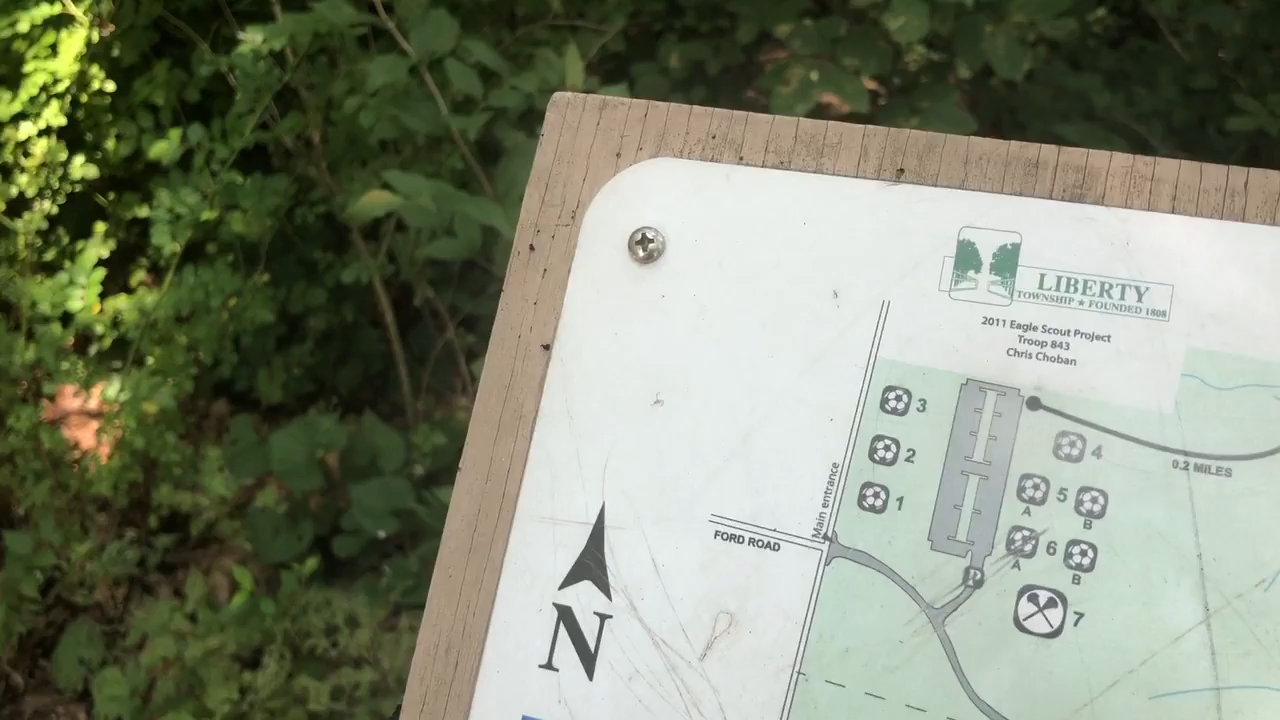 LIBERTY
TOWNSHIP ★ FOUNDED 1808
2011 Eagle Scout Project
Troop 843
Chris Choban
3
2
1
4
5
A
B
6
A
B
7
0.2 MILES
Main entrance
FORD ROAD
P
N